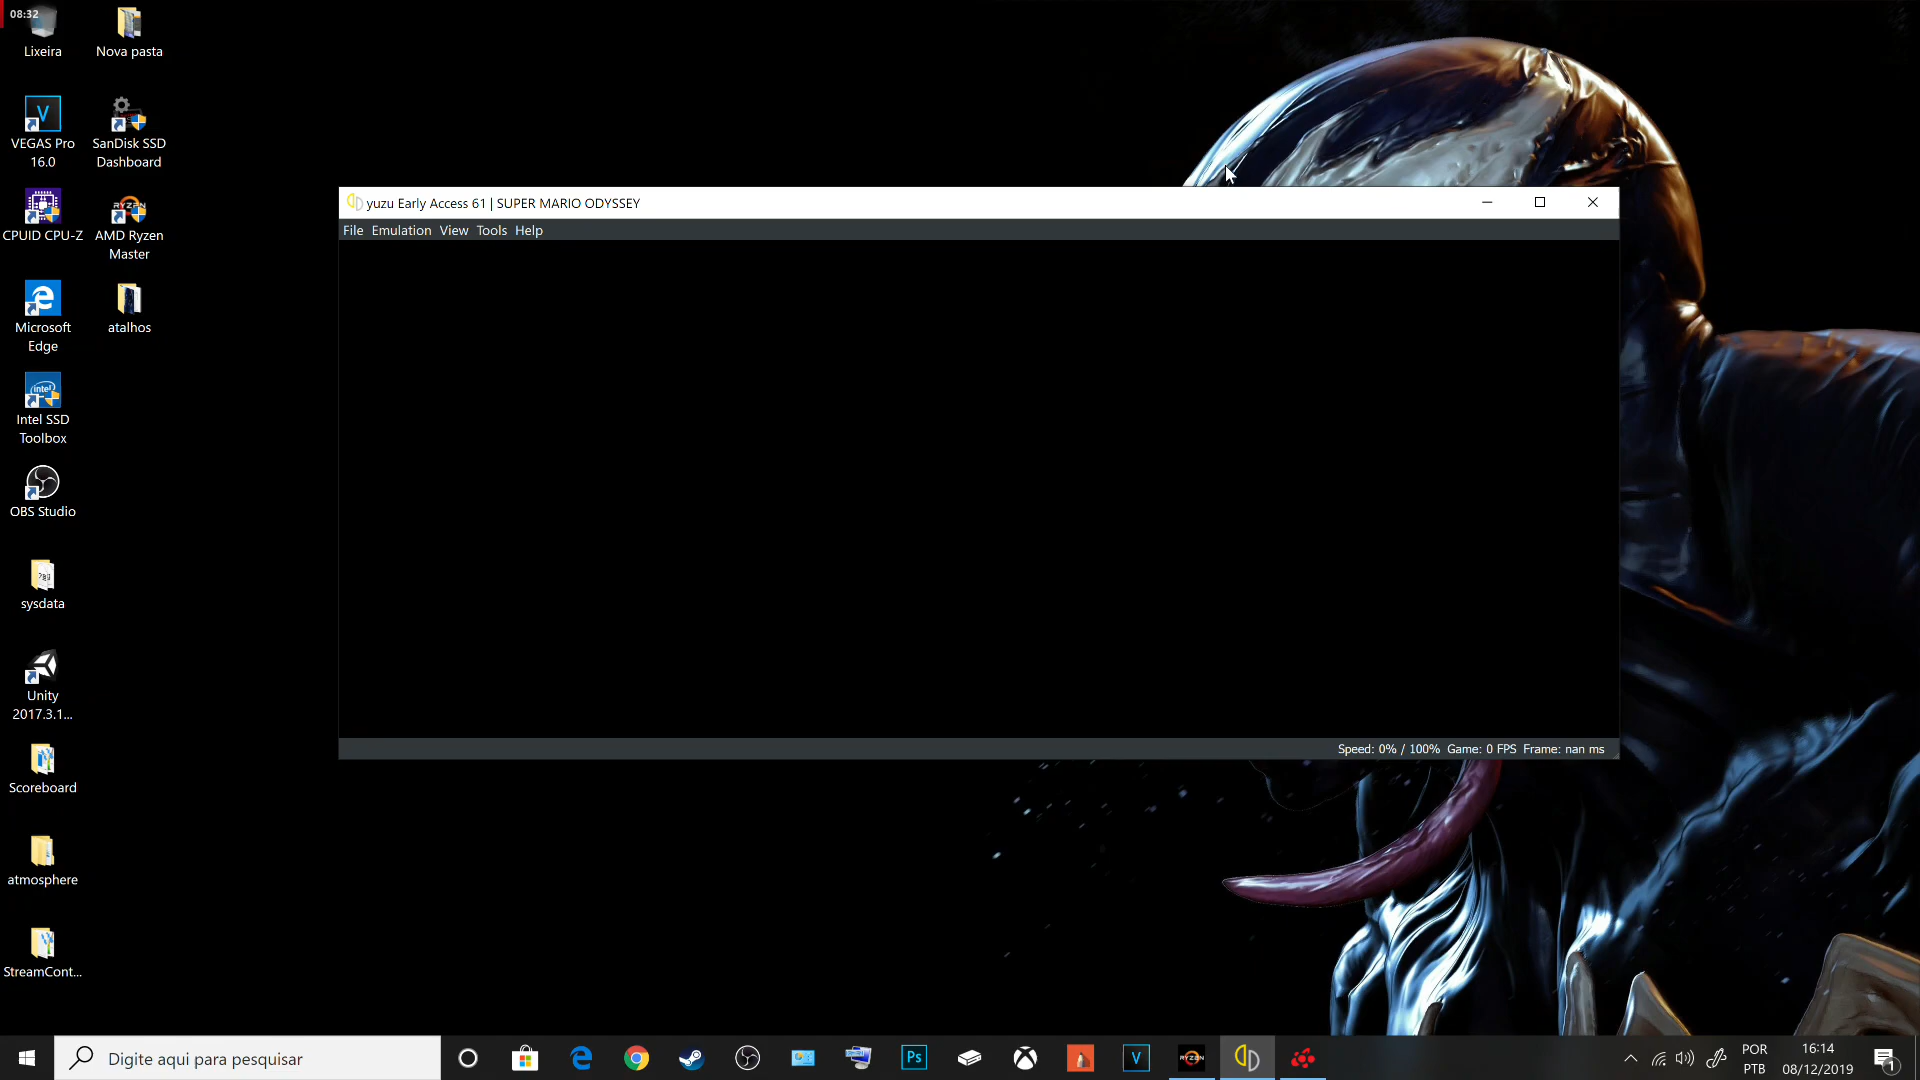 08:32
Lixeira
Nova pasta
VEGAS Pro
16.0
SanDisk SSD
Dashboard
CPUID CPU-Z
AMD Ryzen
Master
Microsoft
Edge
atalhos
Intel SSD
Toolbox
OBS Studio
sysdata
Unity
2017.3.1...
Scoreboard
atmosphere
StreamCont...
yuzu Early Access 61 | SUPER MARIO ODYSSEY
File Emulation View Tools Help
Speed: 0% / 100% Game: 0 FPS Frame: nan ms
Digite aqui para pesquisar
Ps
V
RYZEN
POR
PTB
16:14
08/12/2019
1